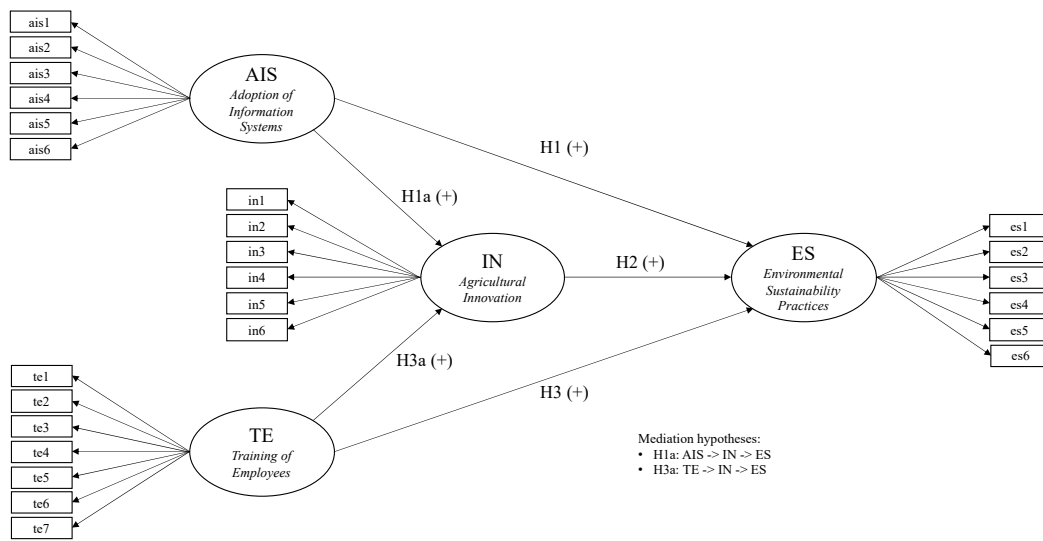 ais1
ais2
ais3
ais4
ais5
ais6
AIS
Adoption of
Information
Systems
H1 (+)
H1a (+)
in1
in2
in3
in4
in5
in6
IN
Agricultural
Innovation
H2 (+)
ES
Environmental
Sustainability
Practices
es1
es2
es3
es4
es5
es6
H3a (+)
H3 (+)
te1
te2
te3
te4
te5
te6
te7
TE
Training of
Employees
Mediation hypotheses:
• H1a: AIS -> IN -> ES
• H3a: TE -> IN -> ES